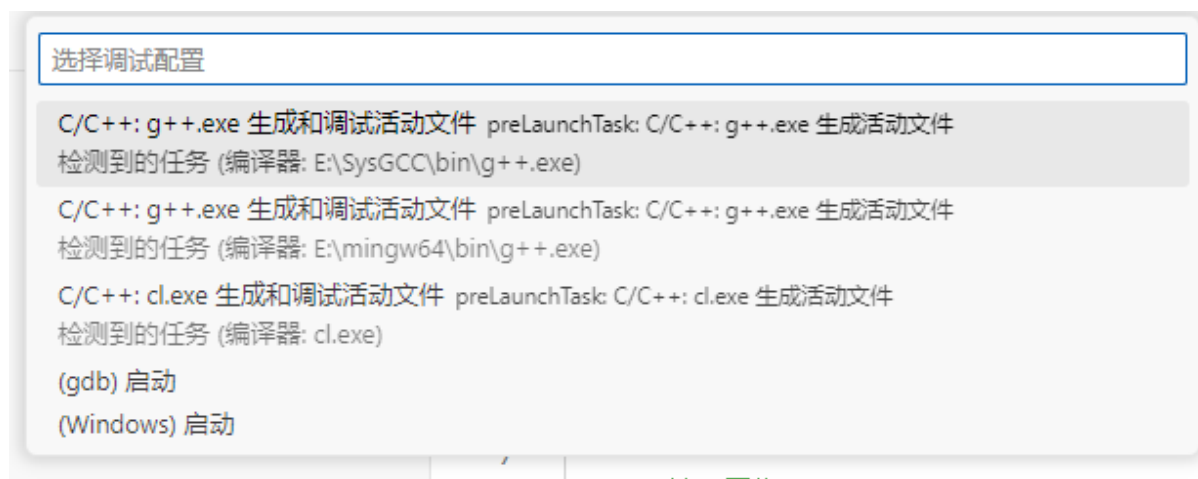 选择调试配置
C/C++: g++.exe 生成和调试活动文件 preLaunchTask: C/C++: g++.exe 生成活动文件
检测到的任务 (编译器: E:\SysGCC\bin\g++.exe)
C/C++: g++.exe 生成和调试活动文件 preLaunchTask: C/C++: g++.exe 生成活动文件
检测到的任务 (编译器: E:\mingw64\bin\g++.exe)
C/C++: cl.exe 生成和调试活动文件 preLaunchTask: C/C++: cl.exe 生成活动文件
检测到的任务 (编译器: cl.exe)
(gdb) 启动
(Windows) 启动